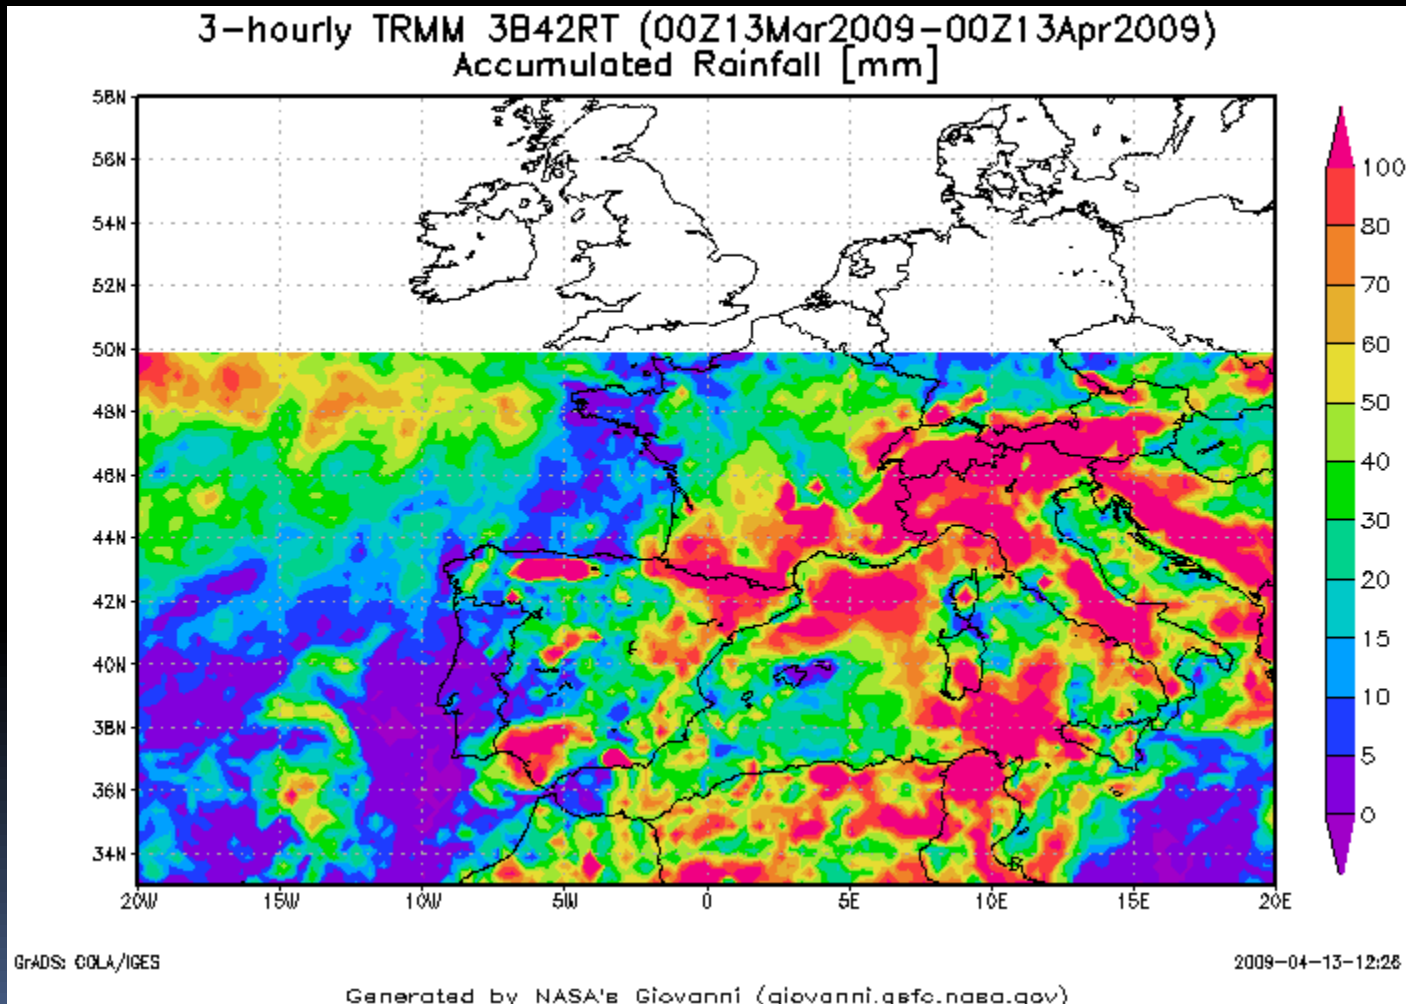 3-hourly TRMM 3B42RT (00Z13Mar2009-00Z13Apr2009)
Accumulated Rainfall [mm]
58N
56N
54N
52N
50N
48N
46N
44N
42N
40N
38N
36N
34N
20W 15W 10W 5W 0 5E 10E 15E 20E
100
80
70
60
50
40
30
20
15
10
5
0
GrADS: COLA/IGES
2009-04-13-12:26
Generated by NASA's Giovanni (giovanni.gsfc.nasa.gov)